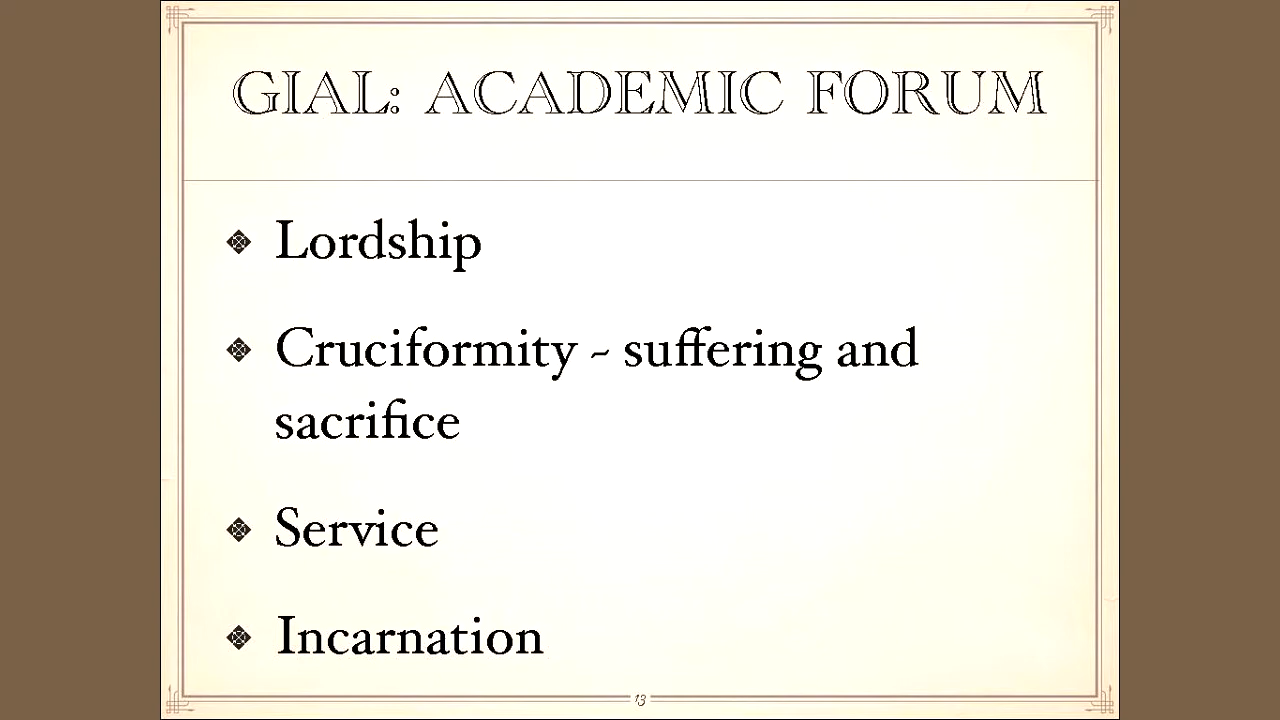 GIAL: ACADEMIC FORUM
Lordship
Cruciformity - suffering and
sacrifice
Service
Incarnation
13